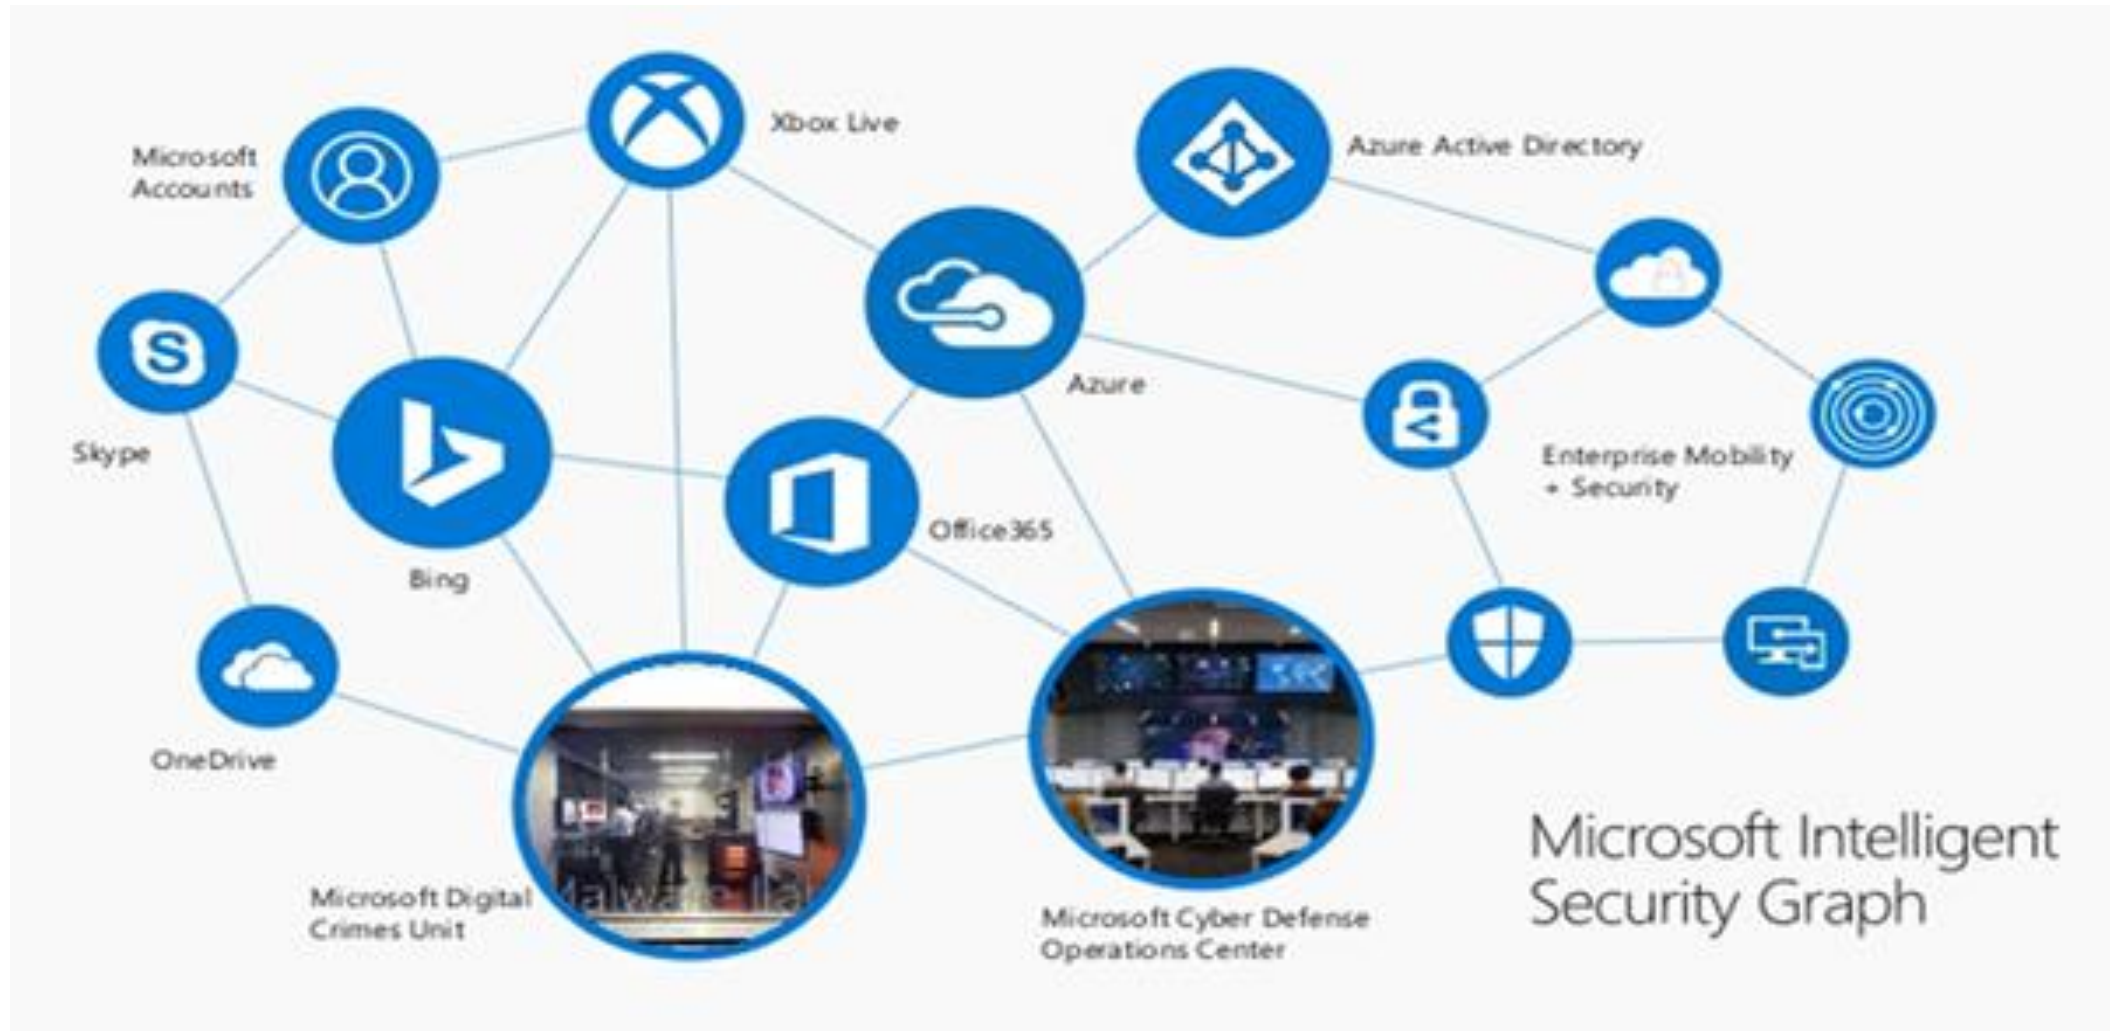 Xbox Live
Azure Active Directory
Microsoft
Accounts
Azure
Skype
Enterprise Mobility
+ Security
Office365
Bing
OneDrive
Microsoft Digital
Crimes Unit
Microsoft Cyber Defense
Operations Center
Microsoft Intelligent
Security Graph